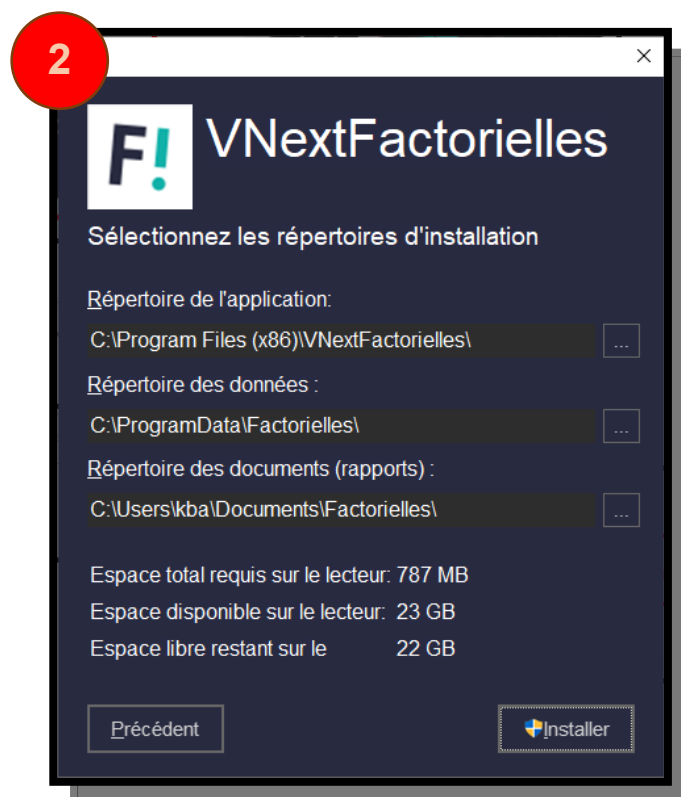 2
F!
VNextFactorielles
Sélectionnez les répertoires d'installation
Répertoire de l'application:
C:\Program Files (x86)\VNextFactorielles\
...
Répertoire des données :
C:\ProgramData\Factorielles\
...
Répertoire des documents (rapports) :
C:\Users\kba\Documents\Factorielles\
...
Espace total requis sur le lecteur: 787 MB
Espace disponible sur le lecteur: 23 GB
Espace libre restant sur le 22 GB
Précédent
Installer